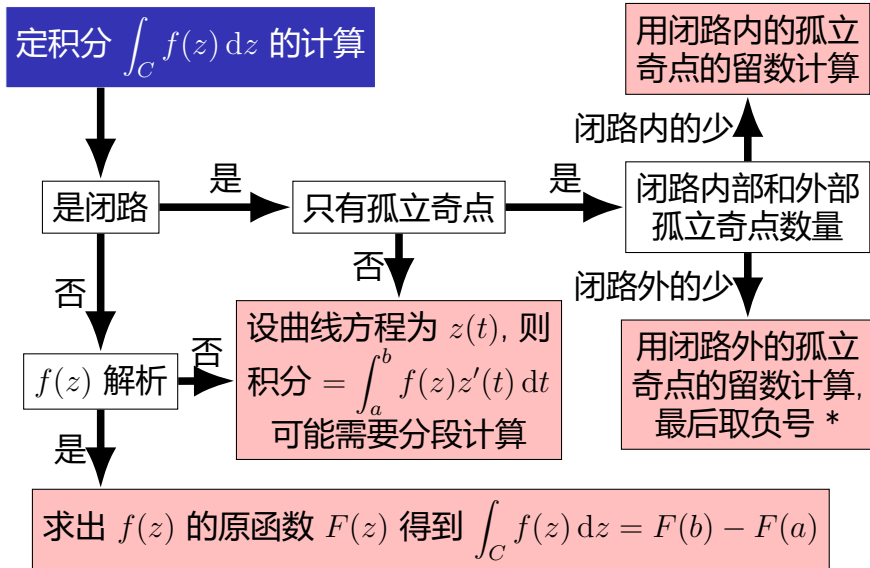 定积分 ∫_C f(z) dz 的计算
用闭路内的孤立
奇点的留数计算
闭路内的少
是闭路
是
只有孤立奇点
是
闭路内部和外部
孤立奇点数量
否
否
闭路外的少
设曲线方程为 z(t), 则
积分 = ∫_a^b f(z)z′(t) dt
可能需要分段计算
用闭路外的孤立
奇点的留数计算,
最后取负号 *
f(z) 解析
否
是
求出 f(z) 的原函数 F(z) 得到 ∫_C f(z) dz = F(b) − F(a)